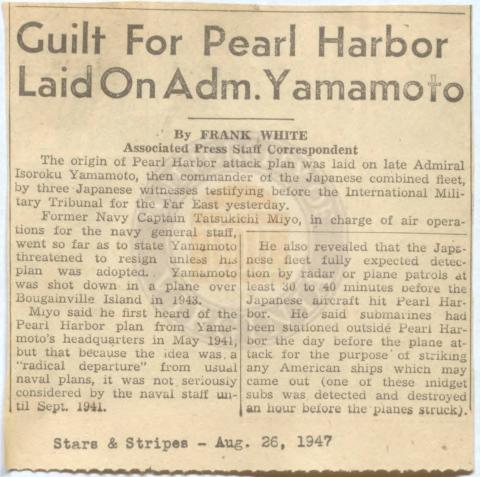 Guilt For Pearl Harbor
Laid On Adm. Yamamoto
By FRANK WHITE
Associated Press Staff Correspondent
The origin of Pearl Harbor attack plan was laid on late Admiral
Isoroku Yamamoto, then commander of the Japanese combined fleet,
by three Japanese witnesses testifying before the International Mili-
tary Tribunal for the Far East yesterday.
Former Navy Captain Tatsukichi Miyo, in charge of air opera-
tions for the navy general staff,
went so far as to state Yamamoto
threatened to resign unless his
plan was adopted. Yamamoto
was shot down in a plane over
Bougainville Island in 1943.
Miyo said he first heard of the
Pearl Harbor plan from Yama-
moto's headquarters in May 1941,
but that because the idea was a
"radical departure" from usual
naval plans, it was not seriously
considered by the naval staff un-
til Sept. 1941.
He also revealed that the Japa-
nese fleet fully expected detec-
tion by radar or plane patrols at
least 30 to 40 minutes before the
Japanese aircraft hit Pearl Har-
bor. He said submarines had
been stationed outside Pearl Har-
bor the day before the plane at-
tack for the purpose of striking
any American ships which may
came out (one of these midget
subs was detected and destroyed
an hour before the planes struck).
Stars & Stripes - Aug. 26, 1947